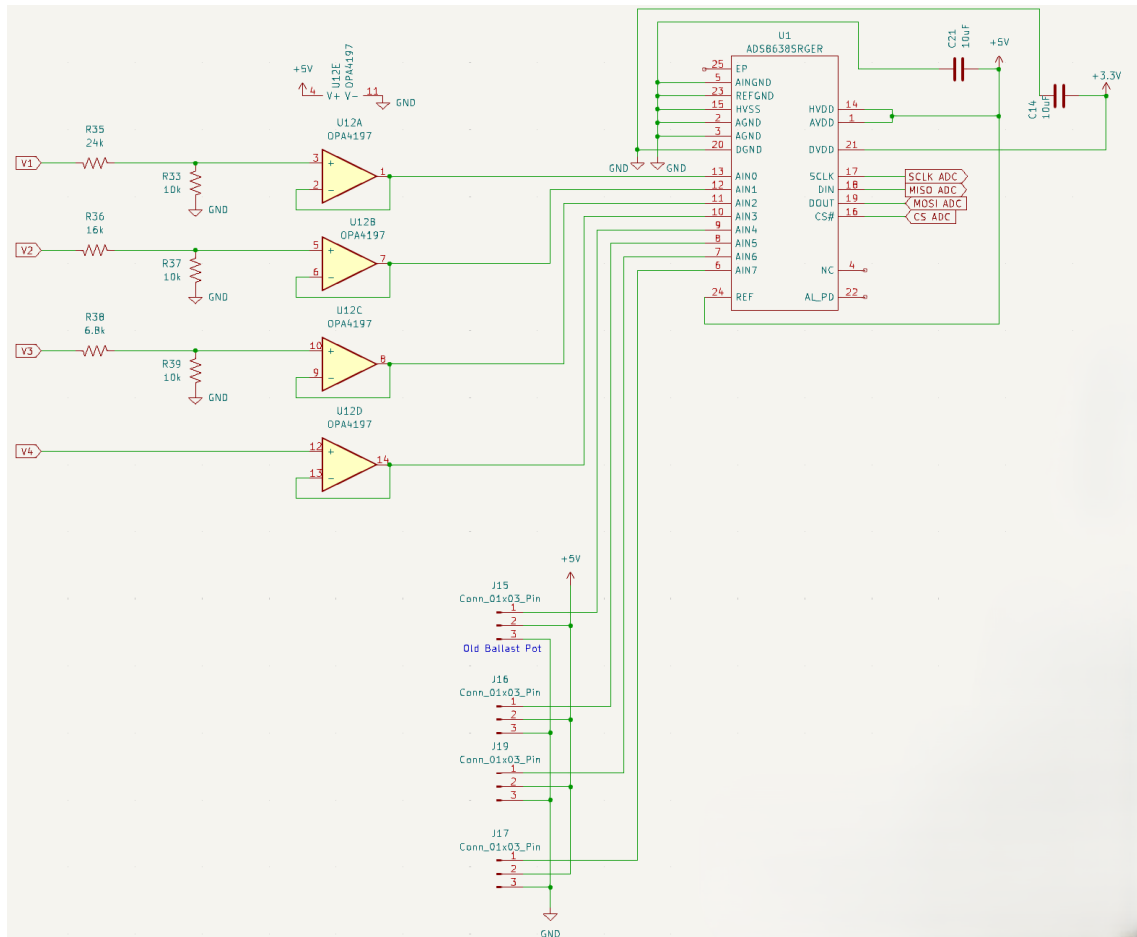 U1
ADS8638SRGER
C21
10uF
+5V
+3.3V
C14
10uF
+5V
4
V+
U12E
OPA4197
V-
11
GND
25
EP
5
AINGND
23
REFGND
15
HVSS
2
AGND
3
AGND
20
DGND
HVDD
14
AVDD
1
DVDD
21
GND
GND
13
AIN0
12
AIN1
11
AIN2
10
AIN3
9
AIN4
8
AIN5
7
AIN6
6
AIN7
24
REF
SCLK
17
SCLK ADC
DIN
18
MISO ADC
DOUT
19
MOSI ADC
CS#
16
CS ADC
NC
4
AL_PD
22
R35
24k
V1
R33
10k
GND
U12A
OPA4197
3
+
2
-
1
R36
16k
V2
R37
10k
GND
U12B
OPA4197
5
+
6
-
7
R38
6.8k
V3
R39
10k
GND
U12C
OPA4197
10
+
9
-
8
V4
U12D
OPA4197
12
+
13
-
14
+5V
J15
Conn_01x03_Pin
1
2
3
Old Ballast Pot
J16
Conn_01x03_Pin
1
2
3
J19
Conn_01x03_Pin
1
2
3
J17
Conn_01x03_Pin
1
2
3
GND